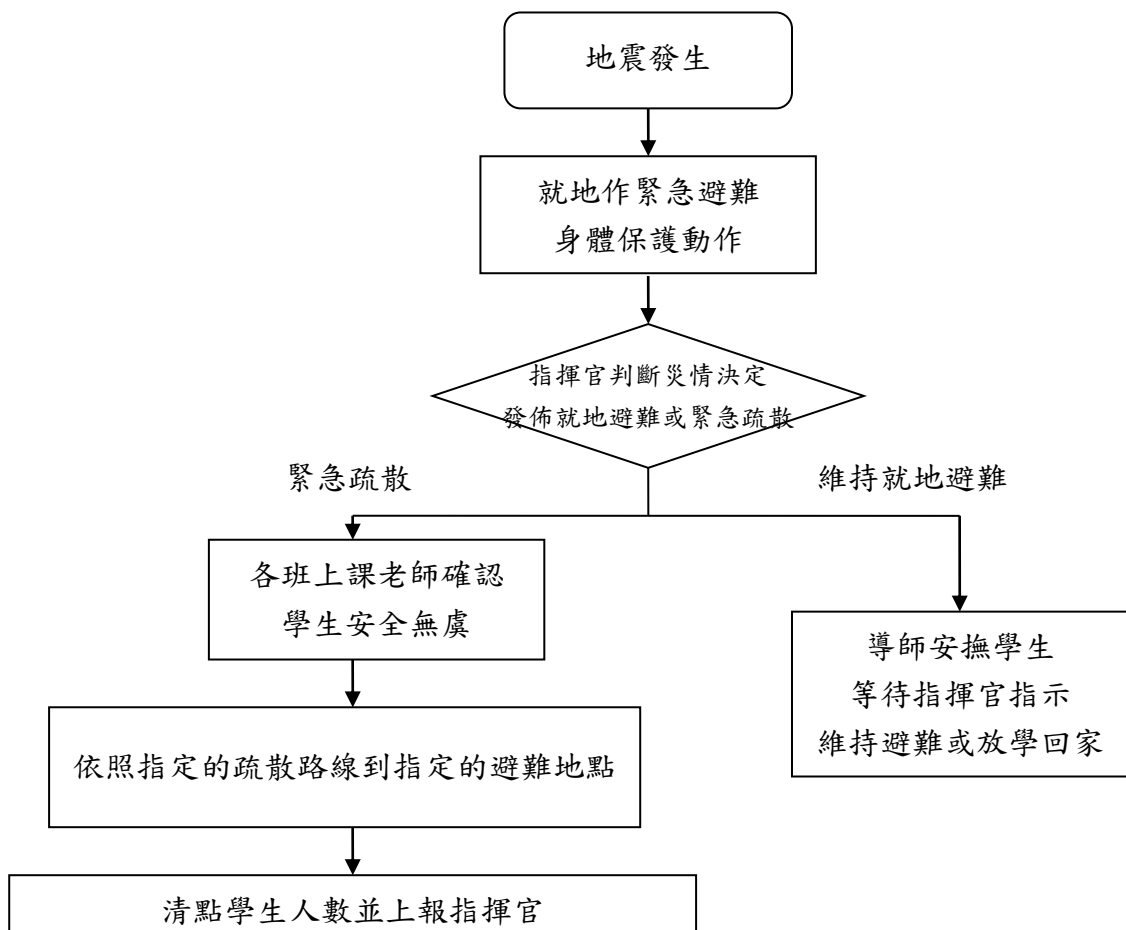 地震發生
就地作緊急避難
身體保護動作
指揮官判斷災情決定
發佈就地避難或緊急疏散
緊急疏散
維持就地避難
各班上課老師確認
學生安全無虞
導師安撫學生
等待指揮官指示
維持避難或放學回家
依照指定的疏散路線到指定的避難地點
清點學生人數並上報指揮官